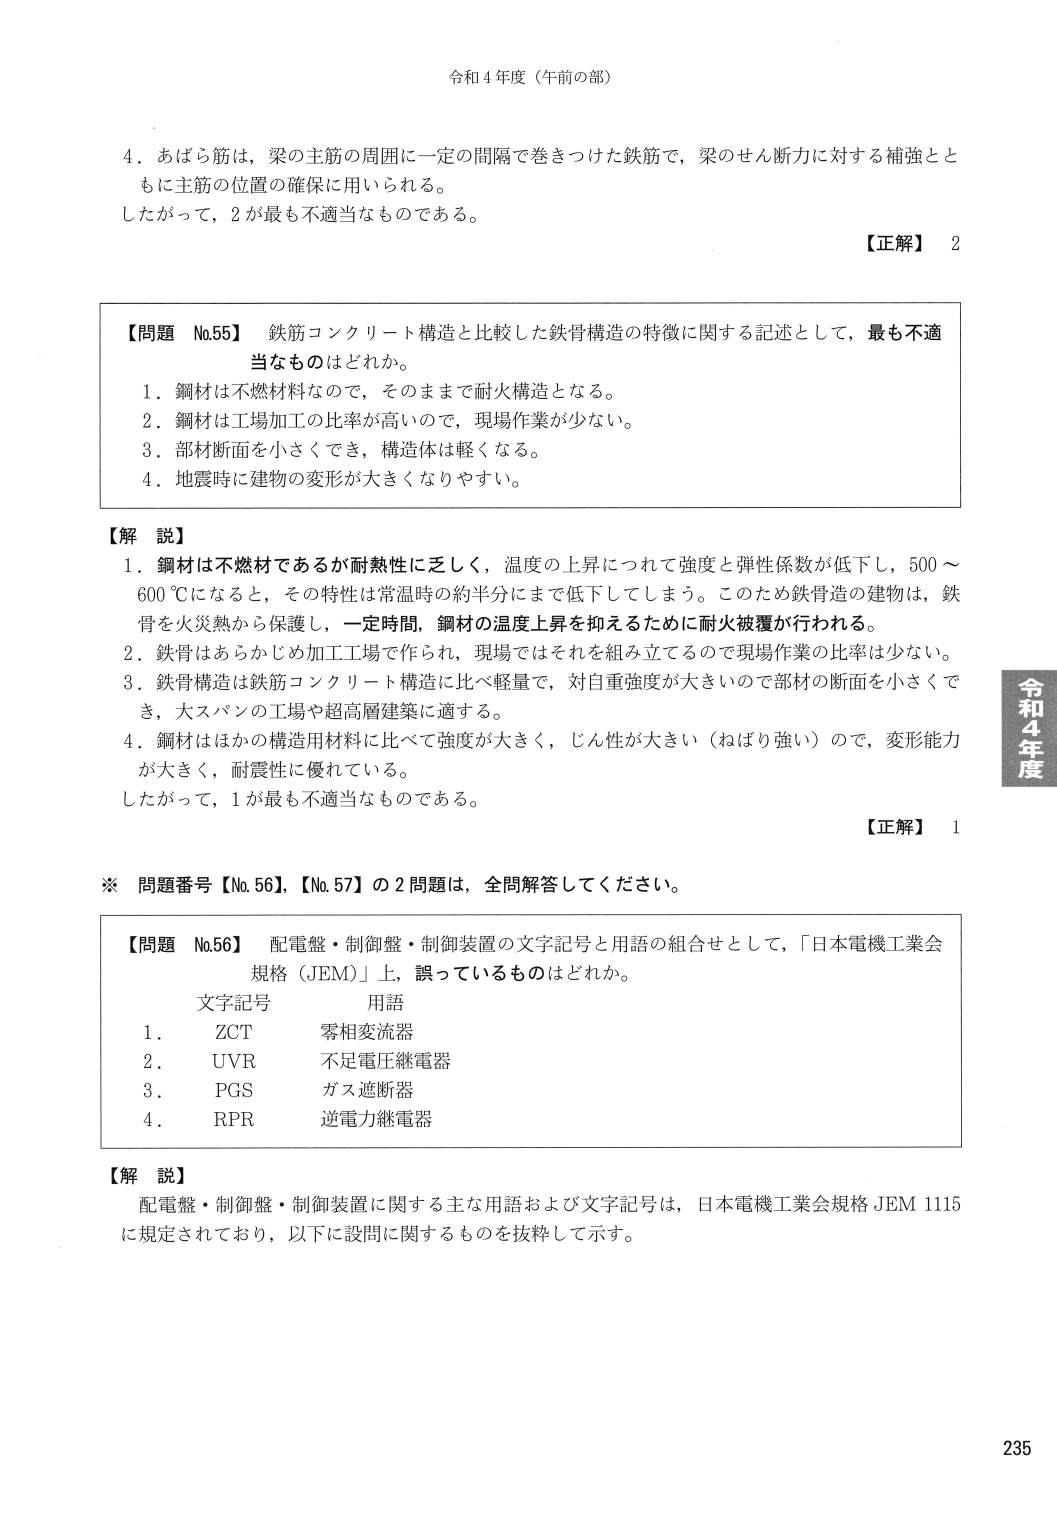 令和4年度（午前の部）
4．あばら筋は，梁の主筋の周囲に一定の間隔で巻きつけた鉄筋で，梁のせん断力に対する補強とと
もに主筋の位置の確保に用いられる。
したがって，2が最も不適当なものである。
【正解】 2
【問題 №55】 鉄筋コンクリート構造と比較した鉄骨構造の特徴に関する記述として，最も不適
当なものはどれか。
1．鋼材は不燃材料なので，そのままで耐火構造となる。
2．鋼材は工場加工の比率が高いので，現場作業が少ない。
3．部材断面を小さくでき，構造体は軽くなる。
4．地震時に建物の変形が大きくなりやすい。
【解 説】
1．鋼材は不燃材であるが耐熱性に乏しく，温度の上昇につれて強度と弾性係数が低下し，500～
600℃になると，その特性は常温時の約半分にまで低下してしまう。このため鉄骨造の建物は，鉄
骨を火災熱から保護し，一定時間，鋼材の温度上昇を抑えるために耐火被覆が行われる。
2．鉄骨はあらかじめ加工工場で作られ，現場ではそれを組み立てるので現場作業の比率は少ない。
3．鉄骨構造は鉄筋コンクリート構造に比べ軽量で，対自重強度が大きいので部材の断面を小さくで
き，大スパンの工場や超高層建築に適する。
4．鋼材はほかの構造用材料に比べて強度が大きく，じん性が大きい（ねばり強い）ので，変形能力
が大きく，耐震性に優れている。
したがって，1が最も不適当なものである。
【正解】 1
令和4年度
※ 問題番号【№56】，【№57】の2問題は，全問解答してください。
【問題 №56】 配電盤・制御盤・制御装置の文字記号と用語の組合せとして，「日本電機工業会
規格（JEM）」上，誤っているものはどれか。
文字記号 用語
1． ZCT 零相変流器
2． UVR 不足電圧継電器
3． PGS ガス遮断器
4． RPR 逆電力継電器
【解 説】
配電盤・制御盤・制御装置に関する主な用語および文字記号は，日本電機工業会規格 JEM 1115
に規定されており，以下に設問に関するものを抜粋して示す。
235